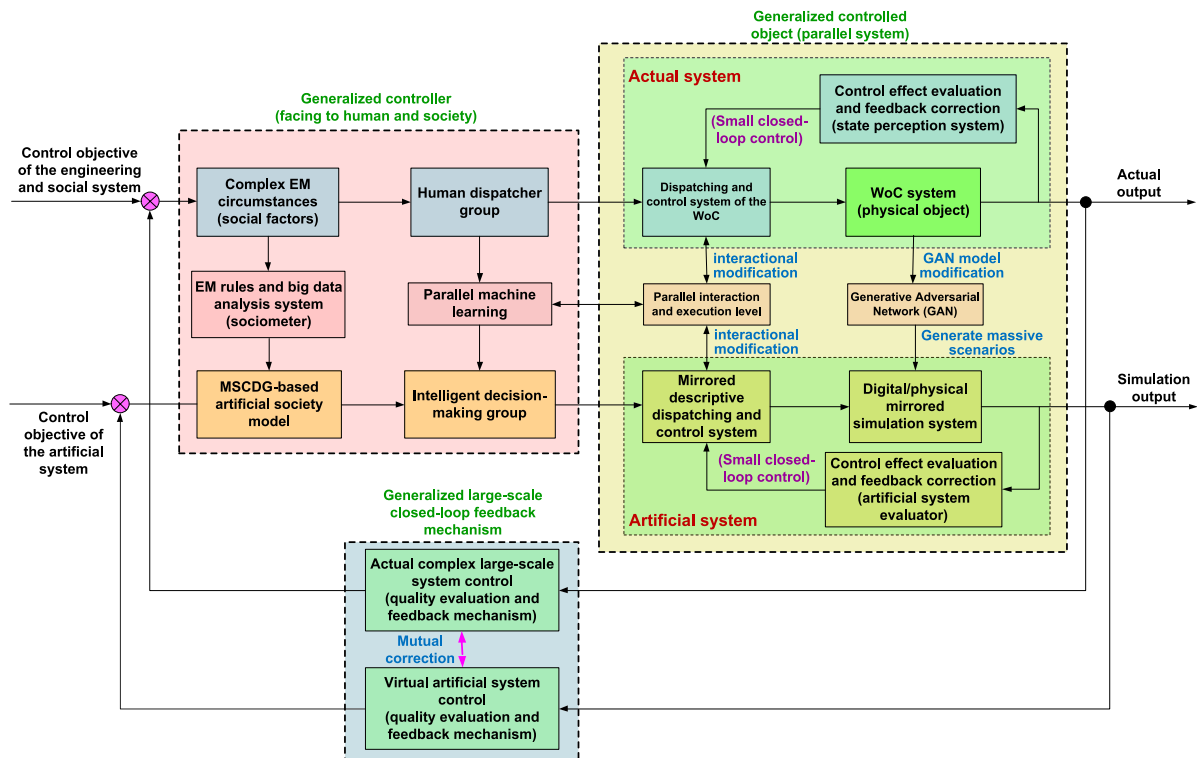 Generalized controlled
object (parallel system)
Actual system
Control effect evaluation
and feedback correction
(state perception system)
(Small closed-
loop control)
Generalized controller
(facing to human and society)
Control objective
of the engineering
and social system
Complex EM
circumstances
(social factors)
Human dispatcher
group
Dispatching and
control system of the
WoC
WoC system
(physical object)
Actual
output
interactional
modification
GAN model
modification
EM rules and big data
analysis system
(sociometer)
Parallel machine
learning
Parallel interaction
and execution level
Generative Adversarial
Network (GAN)
interactional
modification
Generate massive
scenarios
MSCDG-based
artificial society
model
Intelligent decision-
making group
Mirrored
descriptive
dispatching and
control system
Digital/physical
mirrored
simulation system
Simulation
output
Control
objective of
the artificial
system
(Small closed-
loop control)
Control effect evaluation
and feedback correction
(artificial system
evaluator)
Artificial system
Generalized large-scale
closed-loop feedback
mechanism
Actual complex large-scale
system control
(quality evaluation and
feedback mechanism)
Mutual
correction
Virtual artificial system
control
(quality evaluation and
feedback mechanism)